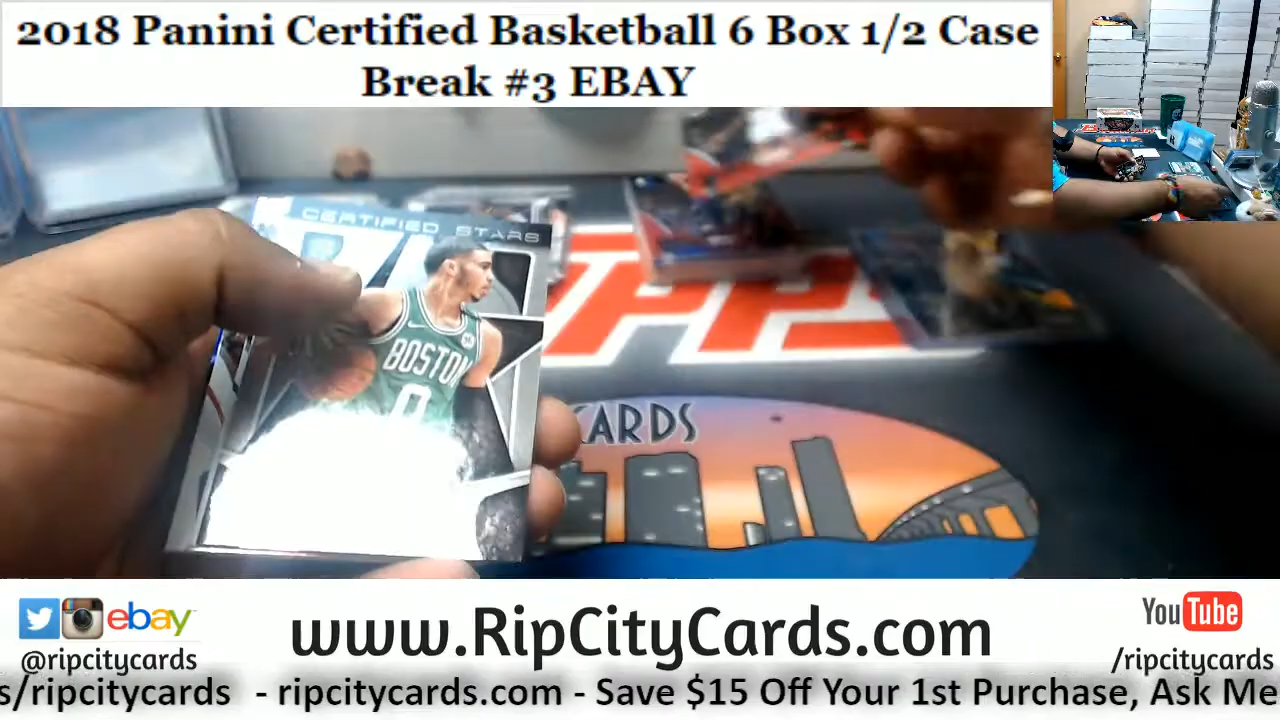 2018 Panini Certified Basketball 6 Box 1/2 Case
Break #3 EBAY
CERTIFIED STARS
BOSTON
0
CARDS
ebay
@ripcitycards
www.RipCityCards.com
YouTube
/ripcitycards
s/ripcitycards - ripcitycards.com - Save $15 Off Your 1st Purchase, Ask Me